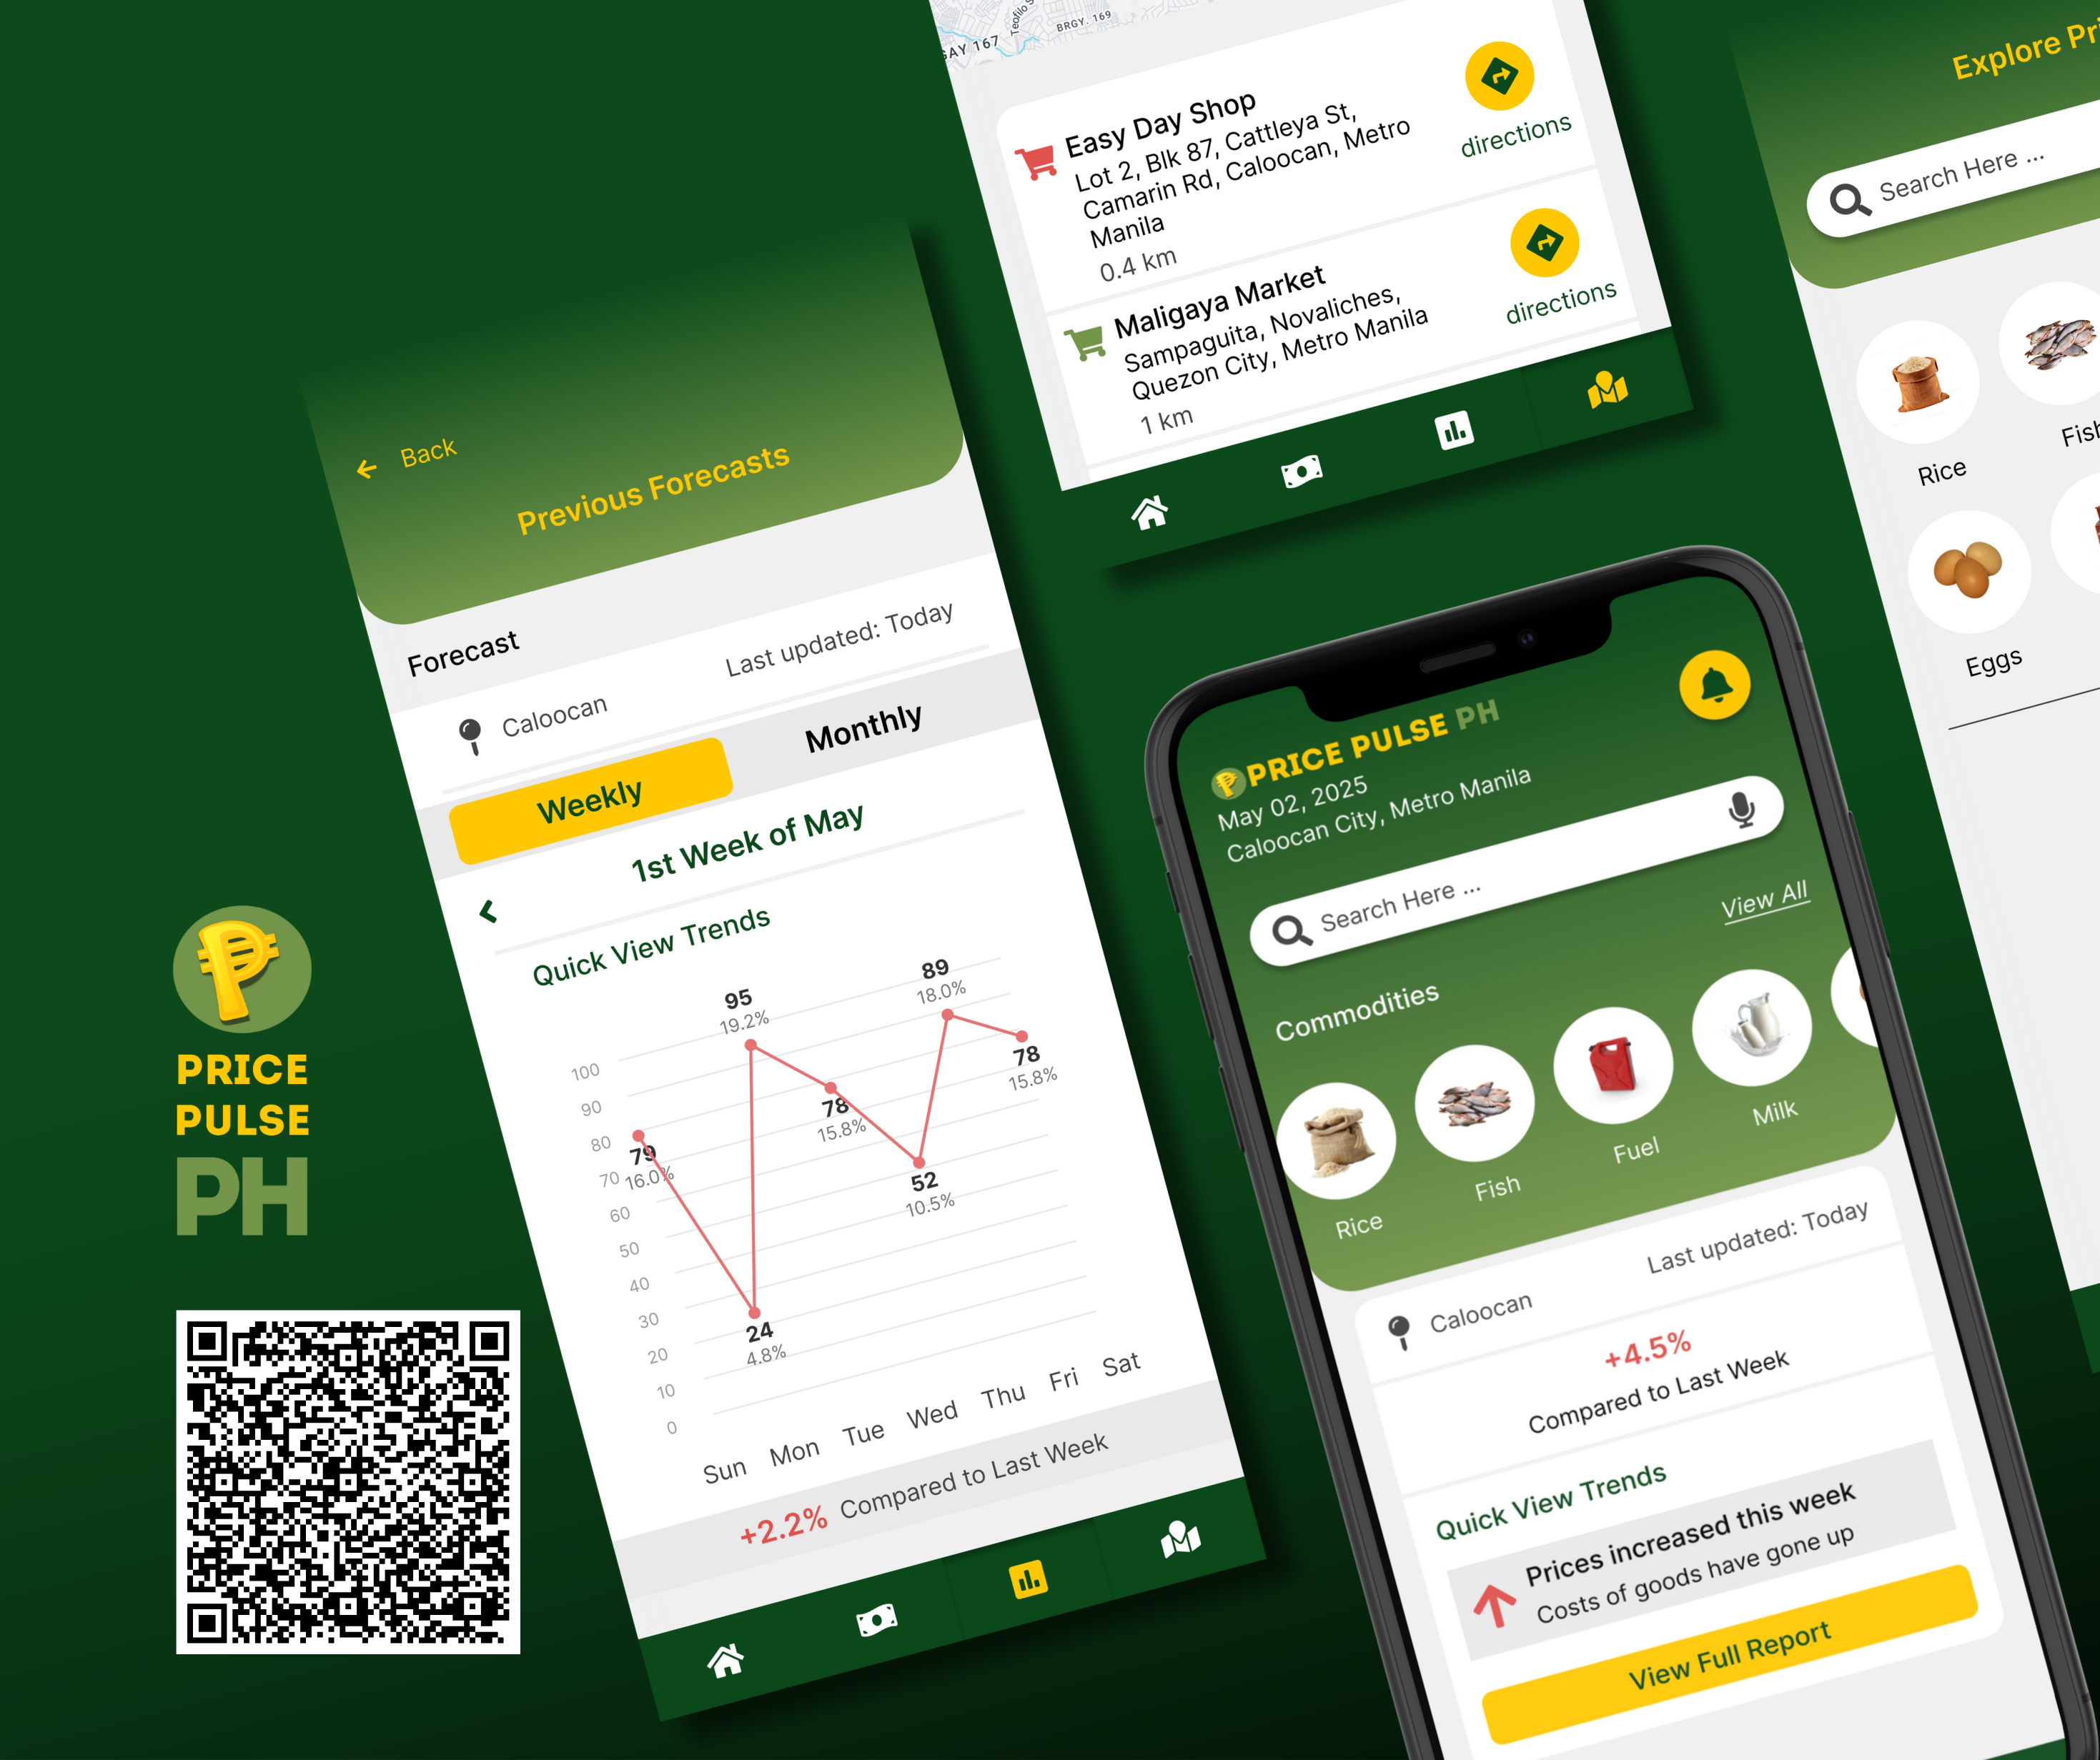 PRICE
PULSE
PH
Back
Previous Forecasts
Forecast
Caloocan
Last updated: Today
Weekly
Monthly
1st Week of May
Quick View Trends
100
90
80
70
60
50
40
30
20
10
0
79
16.0%
24
4.8%
95
19.2%
78
15.8%
52
10.5%
89
18.0%
78
15.8%
Sun Mon Tue Wed Thu Fri Sat
+2.2% Compared to Last Week
BRGY. 169
Easy Day Shop
Lot 2, Blk 87, Cattleya St,
Camarin Rd, Caloocan, Metro
Manila
0.4 km
directions
Maligaya Market
Sampaguita, Novaliches,
Quezon City, Metro Manila
1 km
directions
PRICE PULSE PH
May 02, 2025
Caloocan City, Metro Manila
Search Here ...
View All
Commodities
Rice
Fish
Fuel
Milk
Caloocan
Last updated: Today
+4.5%
Compared to Last Week
Quick View Trends
Prices increased this week
Costs of goods have gone up
View Full Report
Explore
Search Here ...
Rice
Eggs